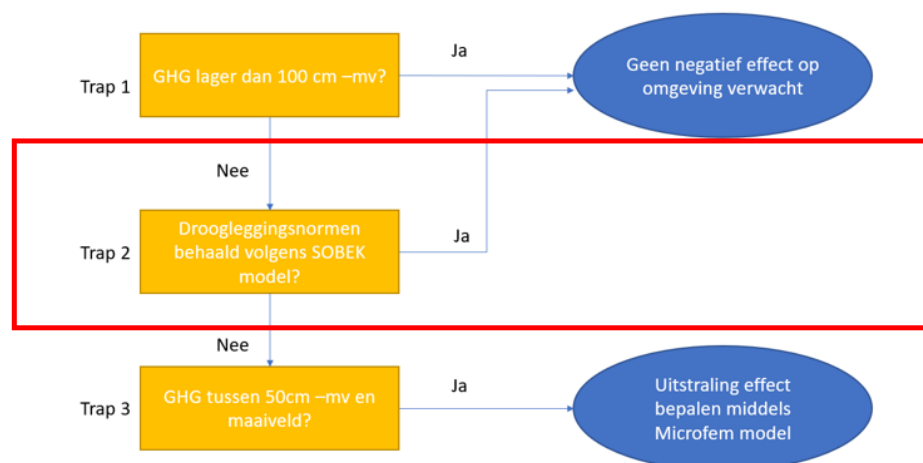 Trap 1
GHG lager dan 100 cm –mv?
Ja
Geen negatief effect op
omgeving verwacht
Nee
Trap 2
Droogleggingsnormen
behaald volgens SOBEK
model?
Ja
Nee
Trap 3
GHG tussen 50cm –mv en
maaiveld?
Ja
Uitstraling effect
bepalen middels
Microfem model